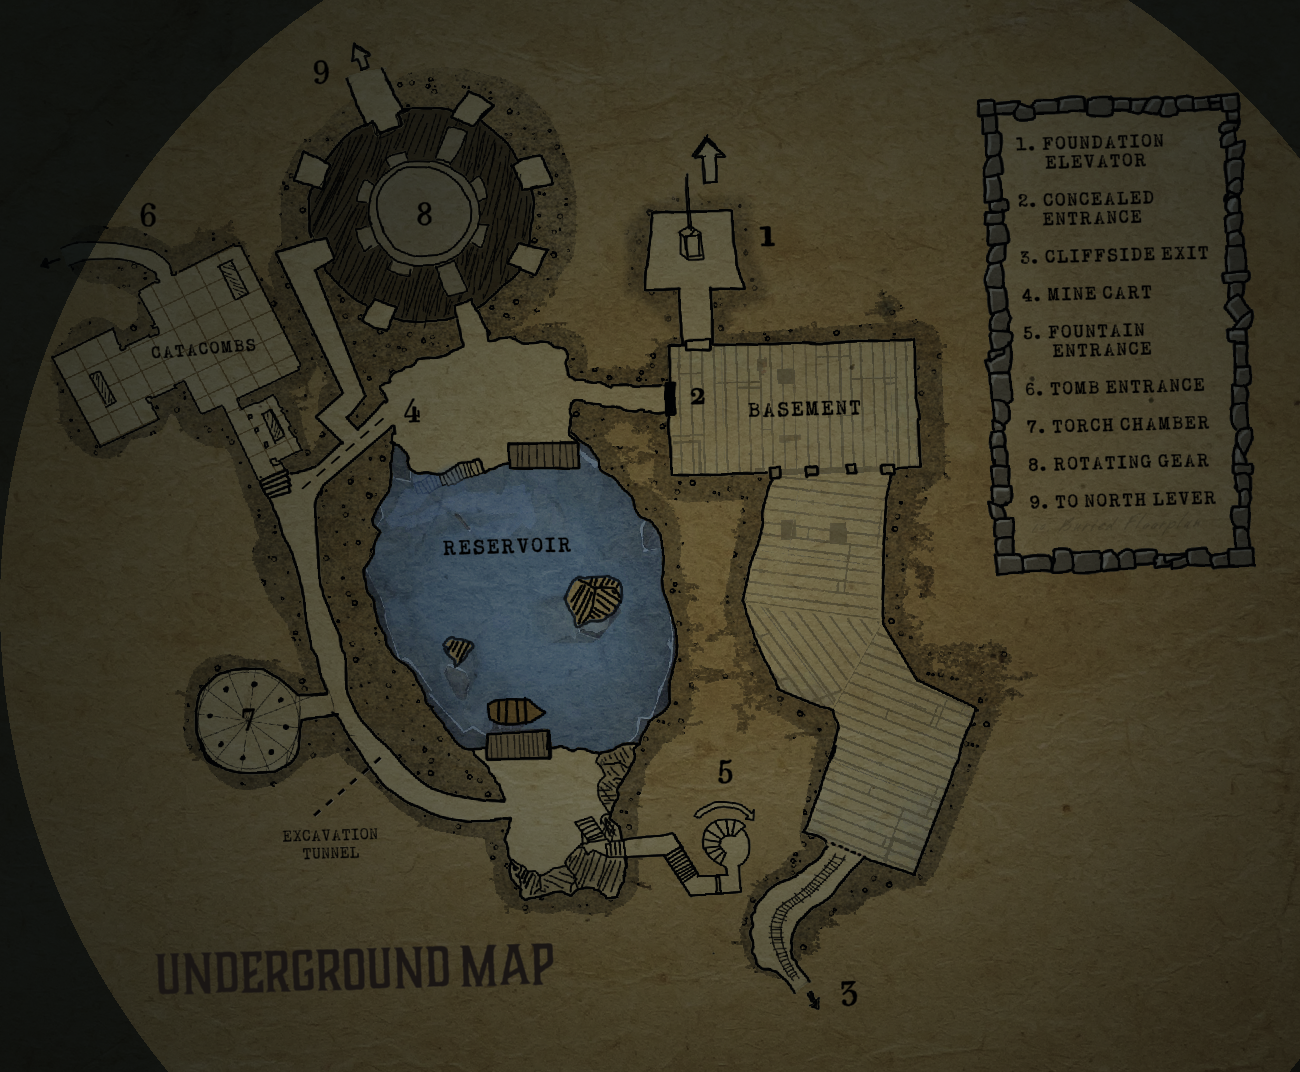 9
6
8
1
CATACOMBS
4
2
BASEMENT
RESERVOIR
7
5
EXCAVATION
TUNNEL
UNDERGROUND MAP
3
1. FOUNDATION
ELEVATOR
2. CONCEALED
ENTRANCE
3. CLIFFSIDE EXIT
4. MINE CART
5. FOUNTAIN
ENTRANCE
6. TOMB ENTRANCE
7. TORCH CHAMBER
8. ROTATING GEAR
9. TO NORTH LEVER